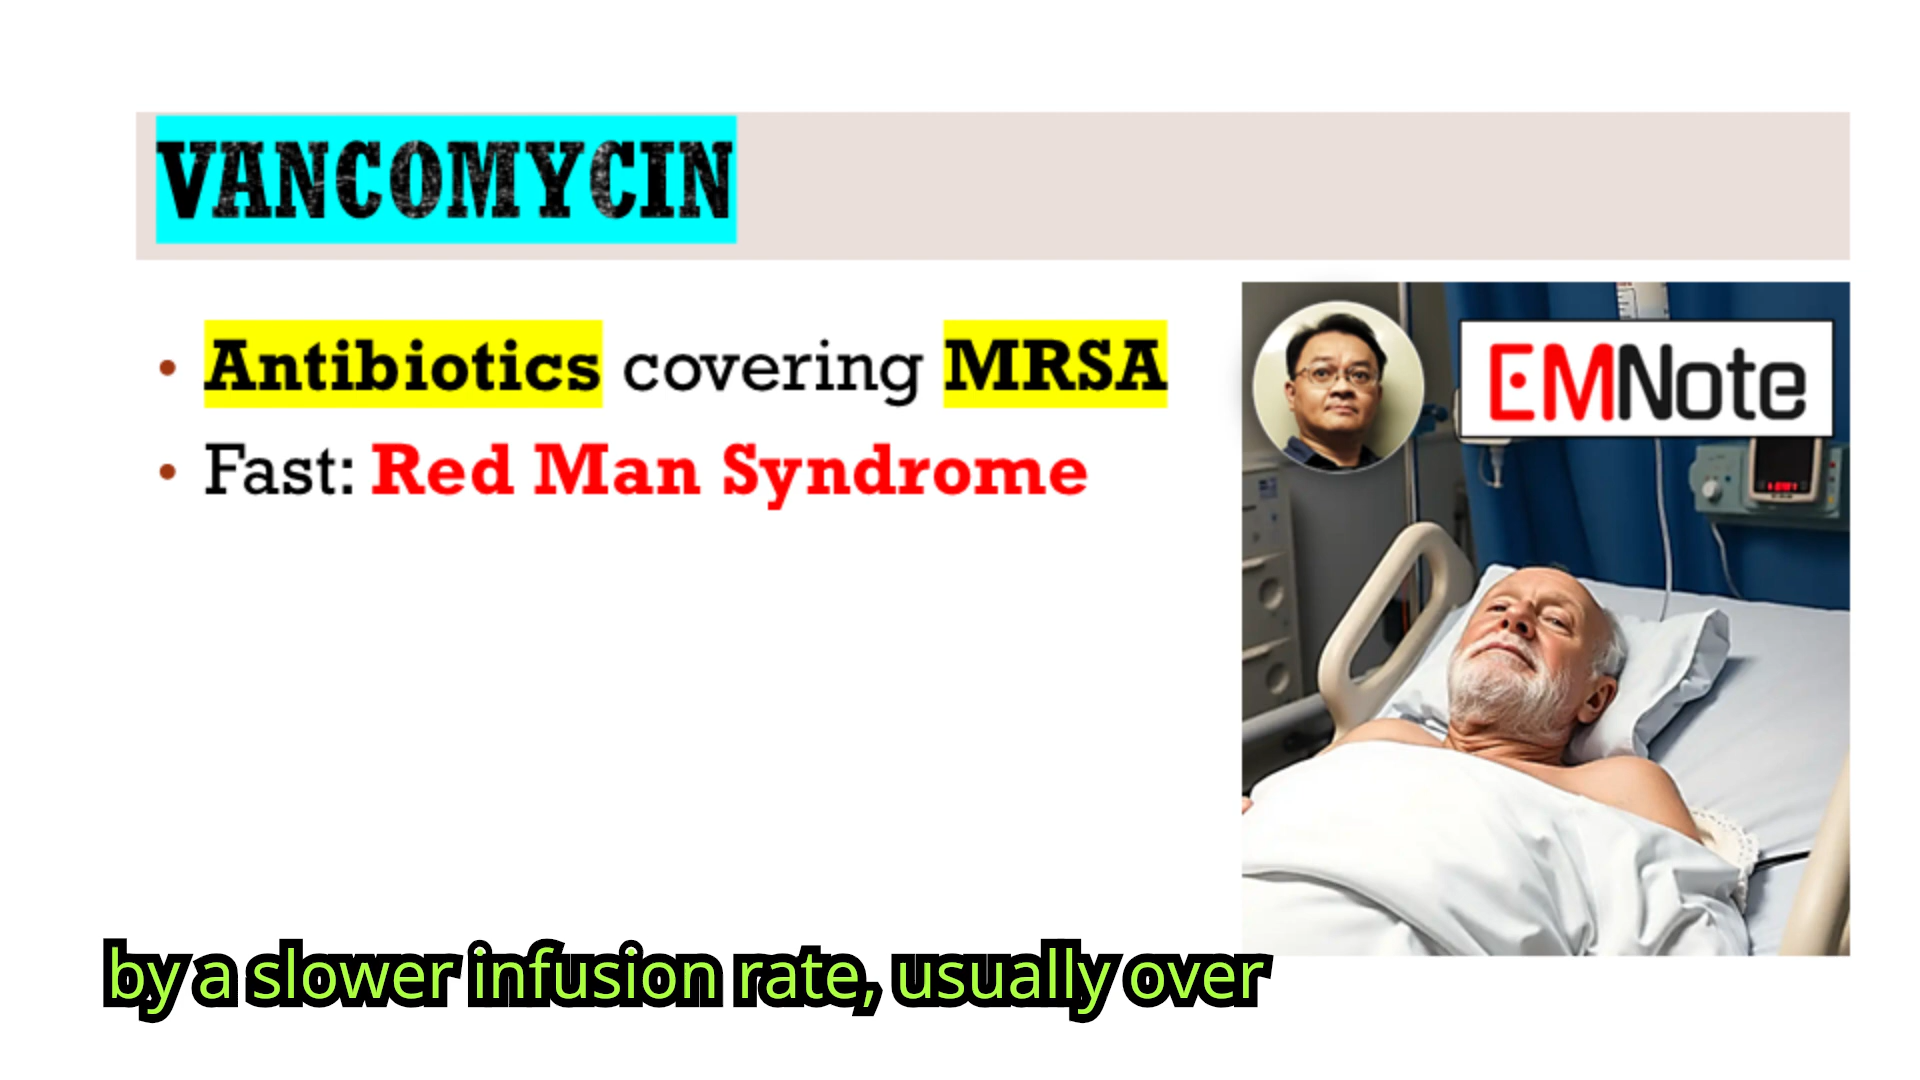 VANCOMYCIN
• Antibiotics covering MRSA
• Fast: Red Man Syndrome
EMNote
by a slower infusion rate, usually over